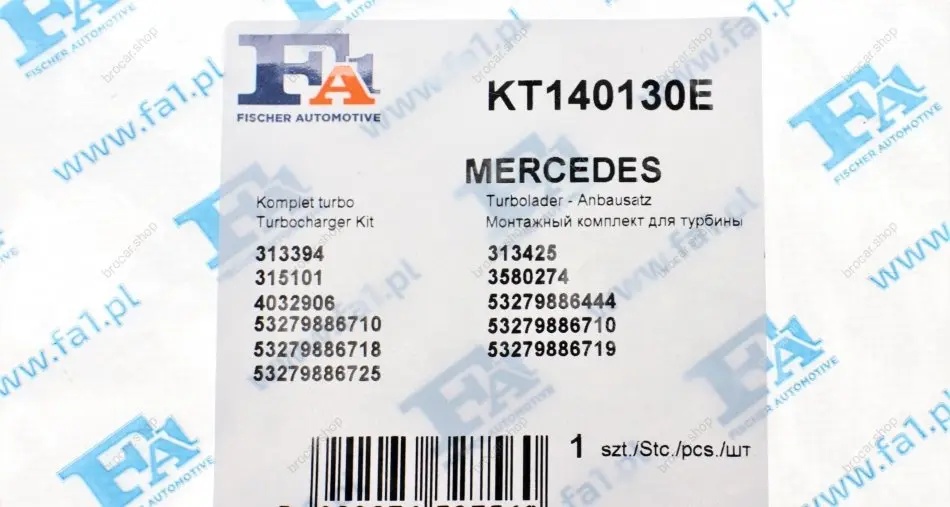 FA1
FISCHER AUTOMOTIVE
KT140130E
MERCEDES
Komplet turbo
Turbocharger Kit
Turbolader - Anbausatz
Монтажный комплект для турбины
313394
315101
4032906
53279886710
53279886718
53279886725
313425
3580274
53279886444
53279886710
53279886719
1 szt./Stc./pcs./шт
www.fa1.pl
brocar.shop